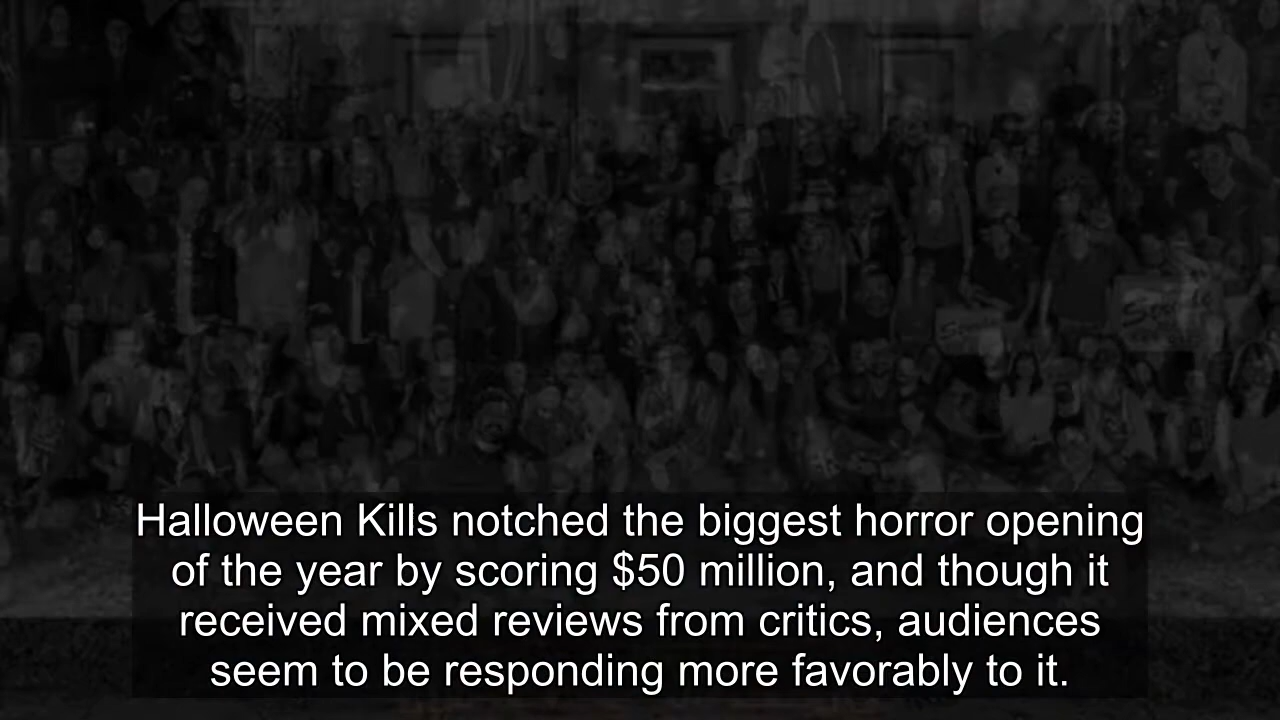 Halloween Kills notched the biggest horror opening
of the year by scoring $50 million, and though it
received mixed reviews from critics, audiences
seem to be responding more favorably to it.